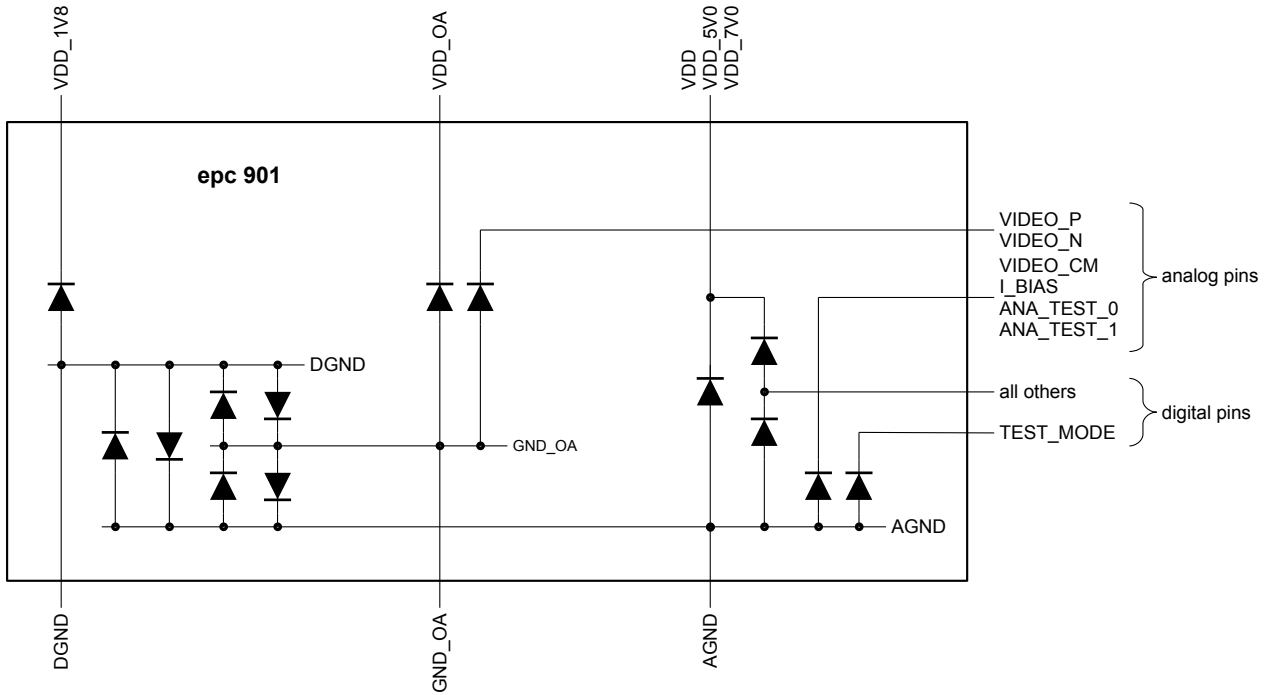 VDD_1V8
VDD_OA
VDD
VDD_5V0
VDD_7V0
epc 901
VIDEO_P
VIDEO_N
VIDEO_CM
I_BIAS
ANA_TEST_0
ANA_TEST_1
analog pins
DGND
all others
digital pins
TEST_MODE
GND_OA
AGND
DGND
GND_OA
AGND